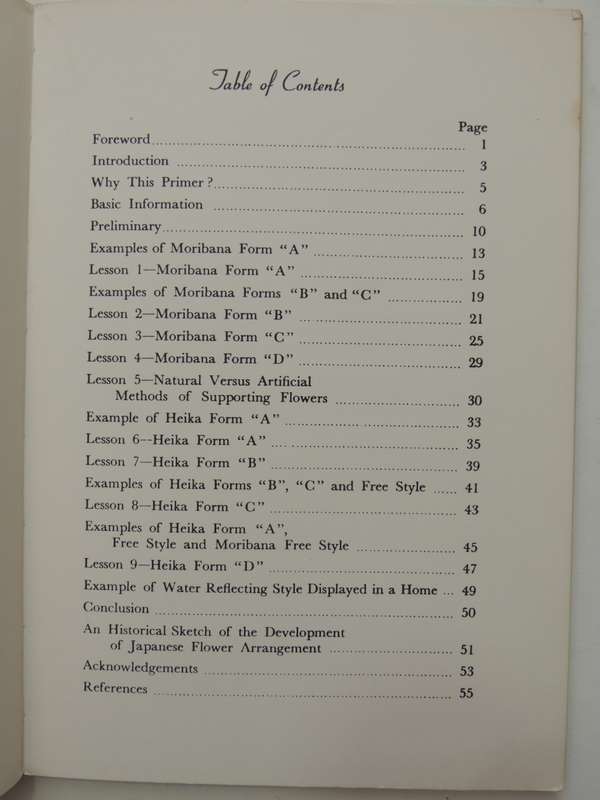 Table of Contents
Page
Foreword 1
Introduction 3
Why This Primer? 5
Basic Information 6
Preliminary 10
Examples of Moribana Form “A” 13
Lesson 1—Moribana Form “A” 15
Examples of Moribana Forms “B” and “C” 19
Lesson 2—Moribana Form “B” 21
Lesson 3—Moribana Form “C” 25
Lesson 4—Moribana Form “D” 29
Lesson 5—Natural Versus Artificial
Methods of Supporting Flowers 30
Example of Heika Form “A” 33
Lesson 6—Heika Form “A” 35
Lesson 7—Heika Form “B” 39
Examples of Heika Forms “B”, “C” and Free Style 41
Lesson 8—Heika Form “C” 43
Examples of Heika Form “A”,
Free Style and Moribana Free Style 45
Lesson 9—Heika Form “D” 47
Example of Water Reflecting Style Displayed in a Home 49
Conclusion 50
An Historical Sketch of the Development
of Japanese Flower Arrangement 51
Acknowledgements 53
References 55